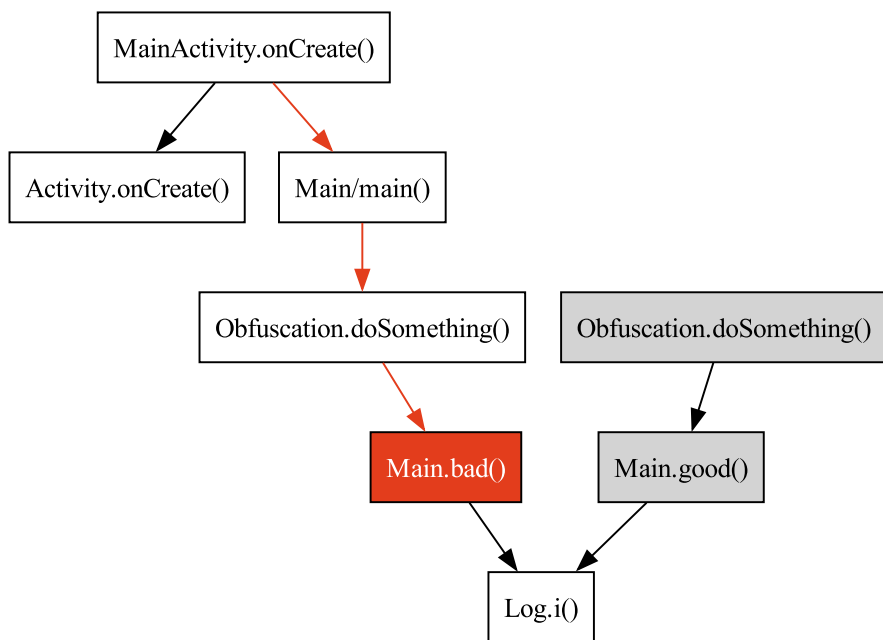 MainActivity.onCreate()
Activity.onCreate()
Main/main()
Obfuscation.doSomething()
Obfuscation.doSomething()
Main.bad()
Main.good()
Log.i()